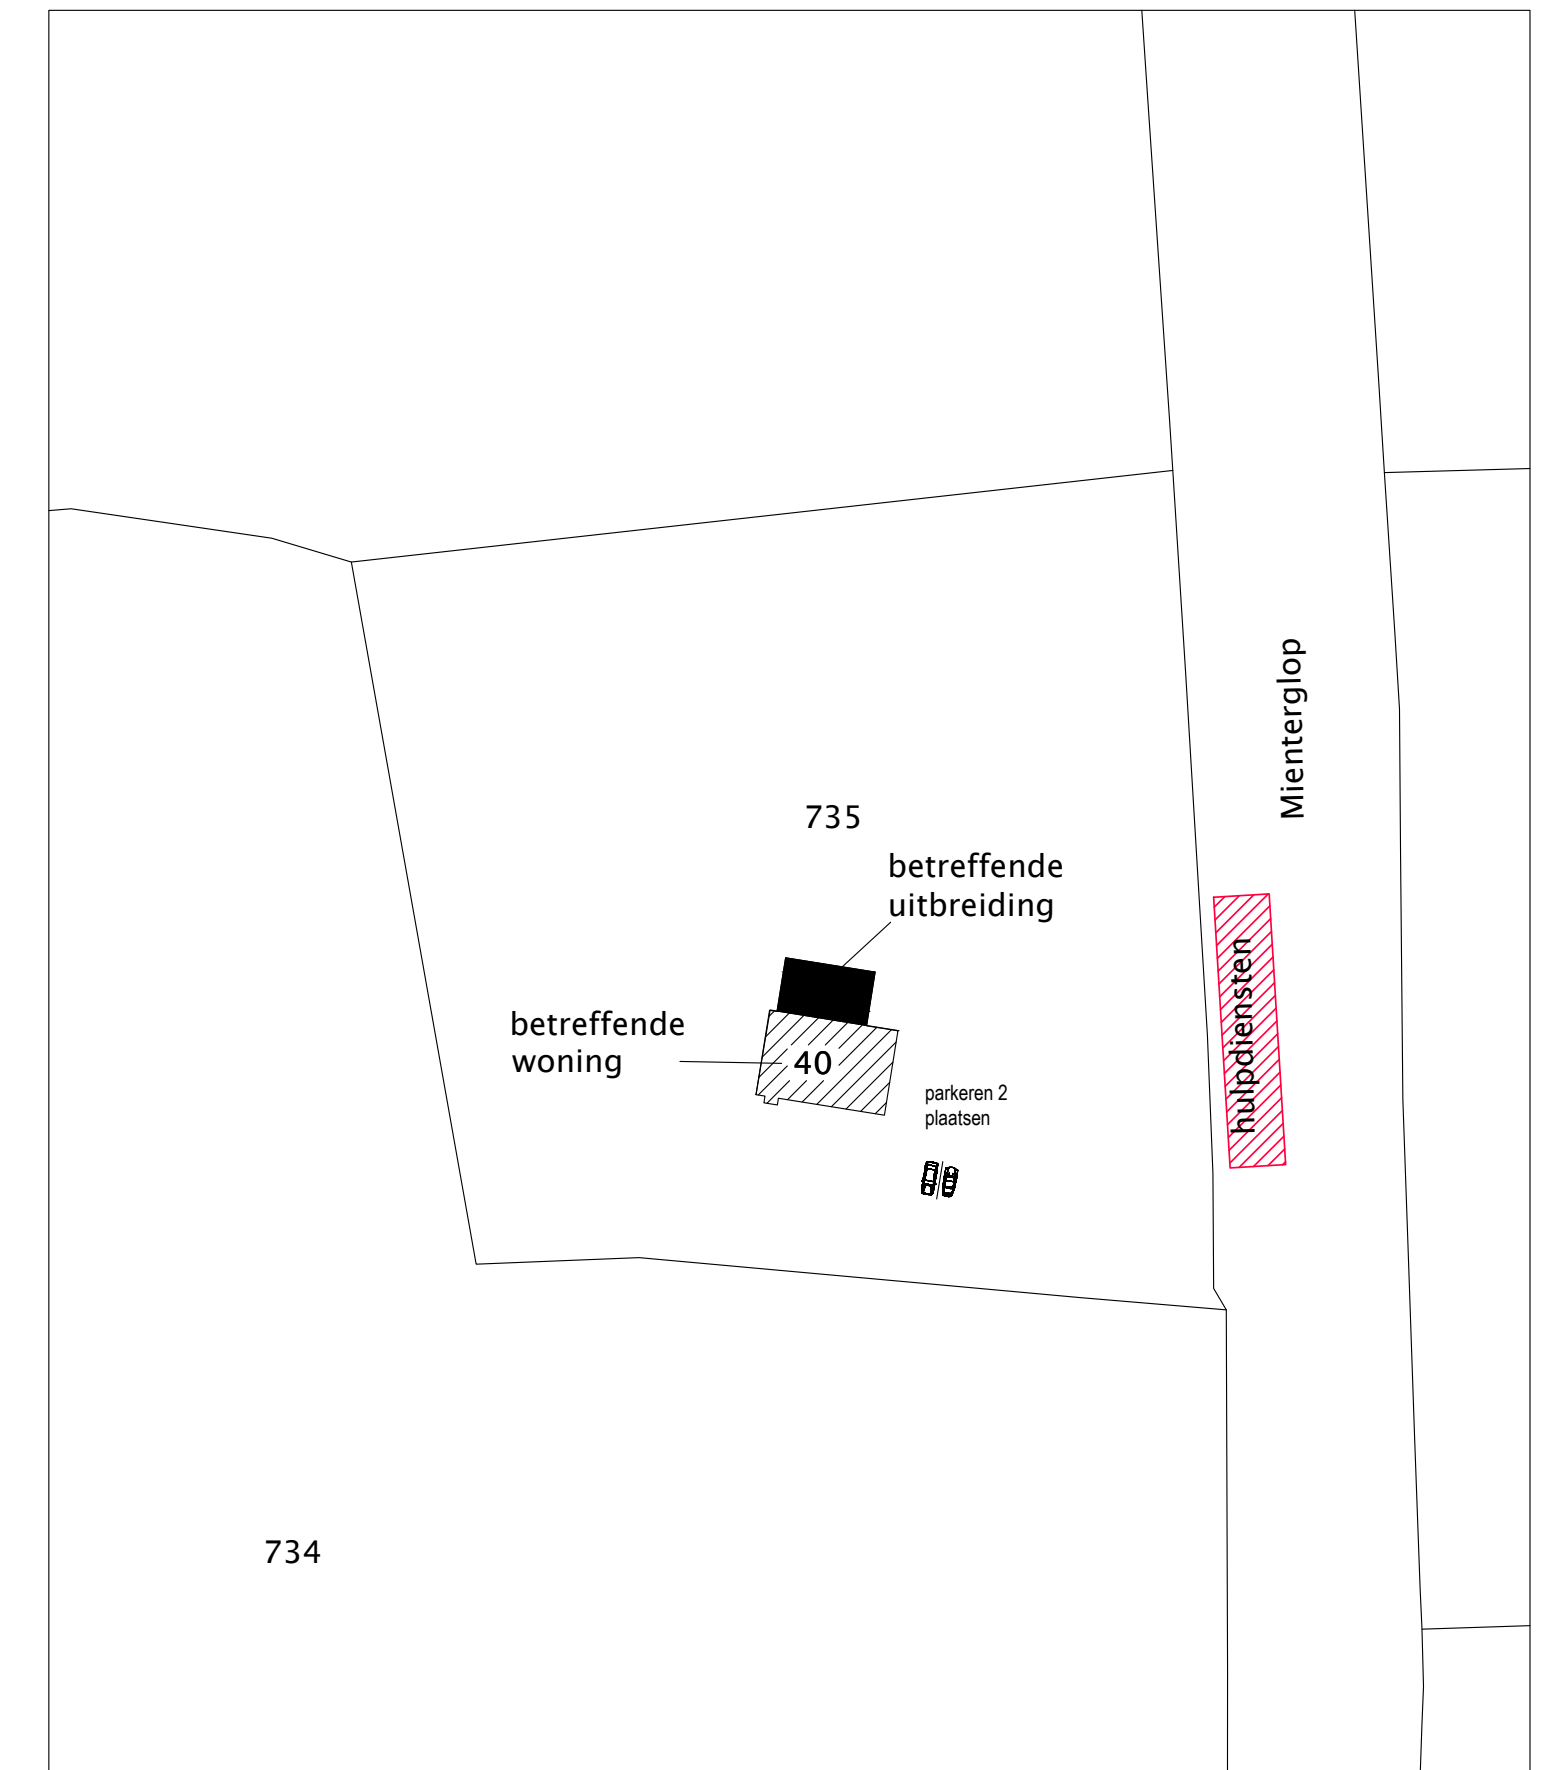 Mienterglop
735
betreffende
uitbreiding
hulpdiensten
betreffende
woning
40
parkeren 2
plaatsen
734